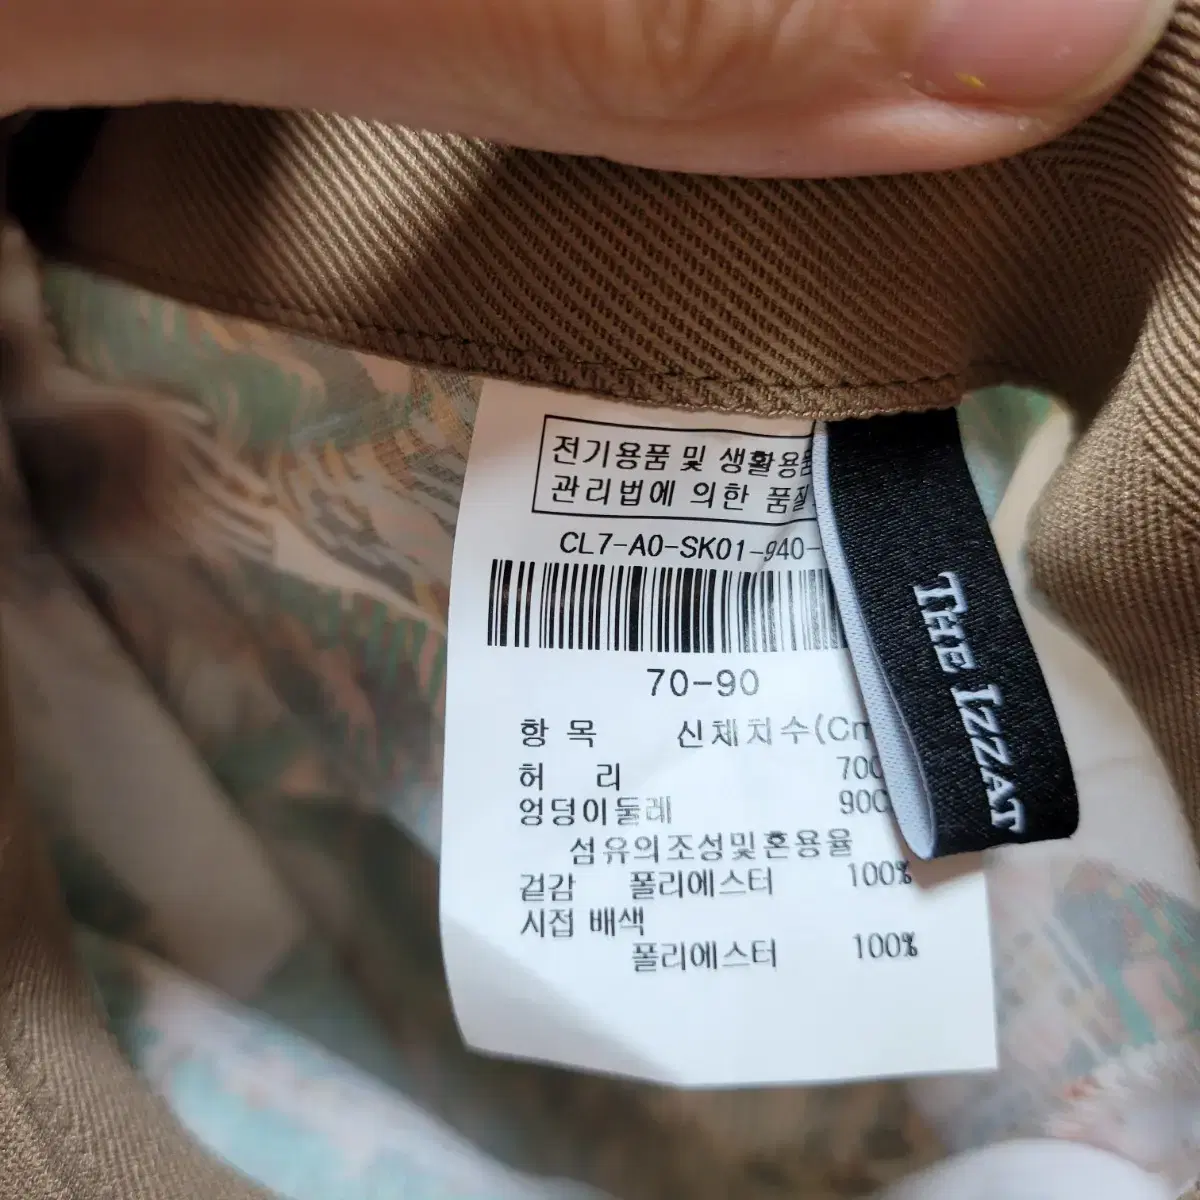 전기용품 및 생활용품
관리법에 의한 품질
CL7-A0-SK01-940-
70-90
항 목 신체치수(Cm
허 리 70C
엉덩이둘레 90C
섬유의조성및혼용율
겉감 폴리에스터 100%
시접 배색
폴리에스터 100%
THE IZZAT